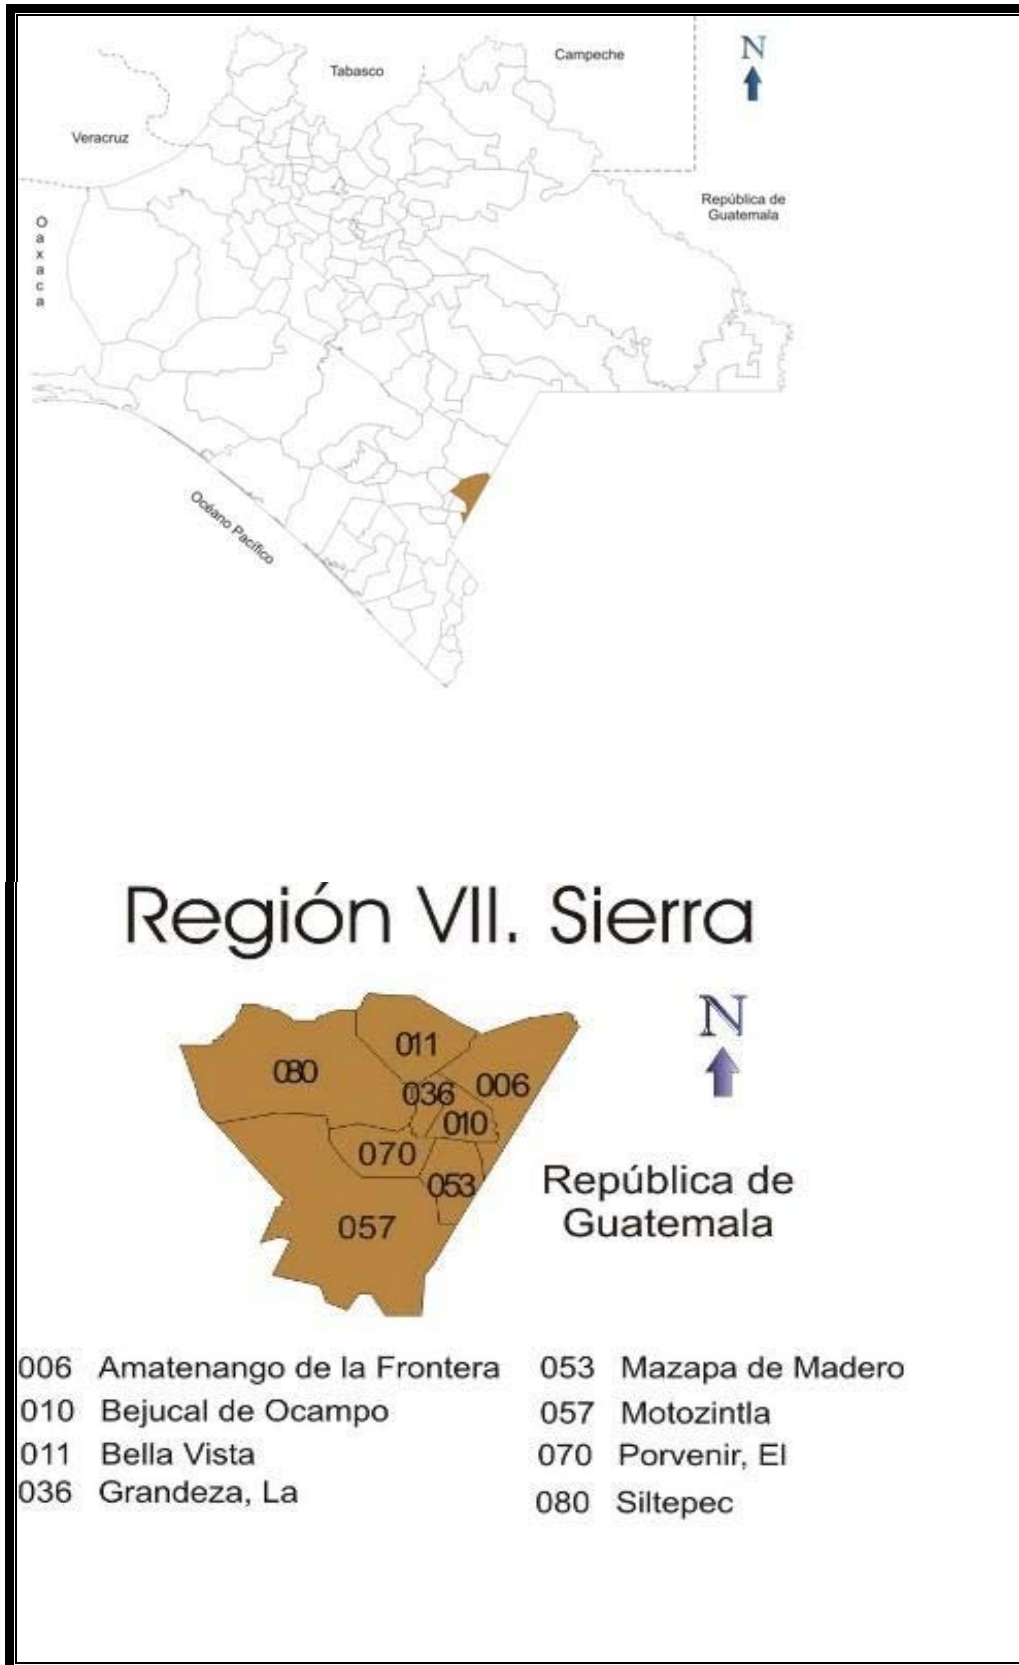 Campeche
N
Tabasco
Veracruz
República de
Guatemala
Oaxaca
Océano Pacífico
Región VII. Sierra
N
011
080
036
006
010
070
053
057
República de
Guatemala
006 Amatenango de la Frontera
010 Bejucal de Ocampo
011 Bella Vista
036 Grandeza, La
053 Mazapa de Madero
057 Motozintla
070 Porvenir, El
080 Siltepec